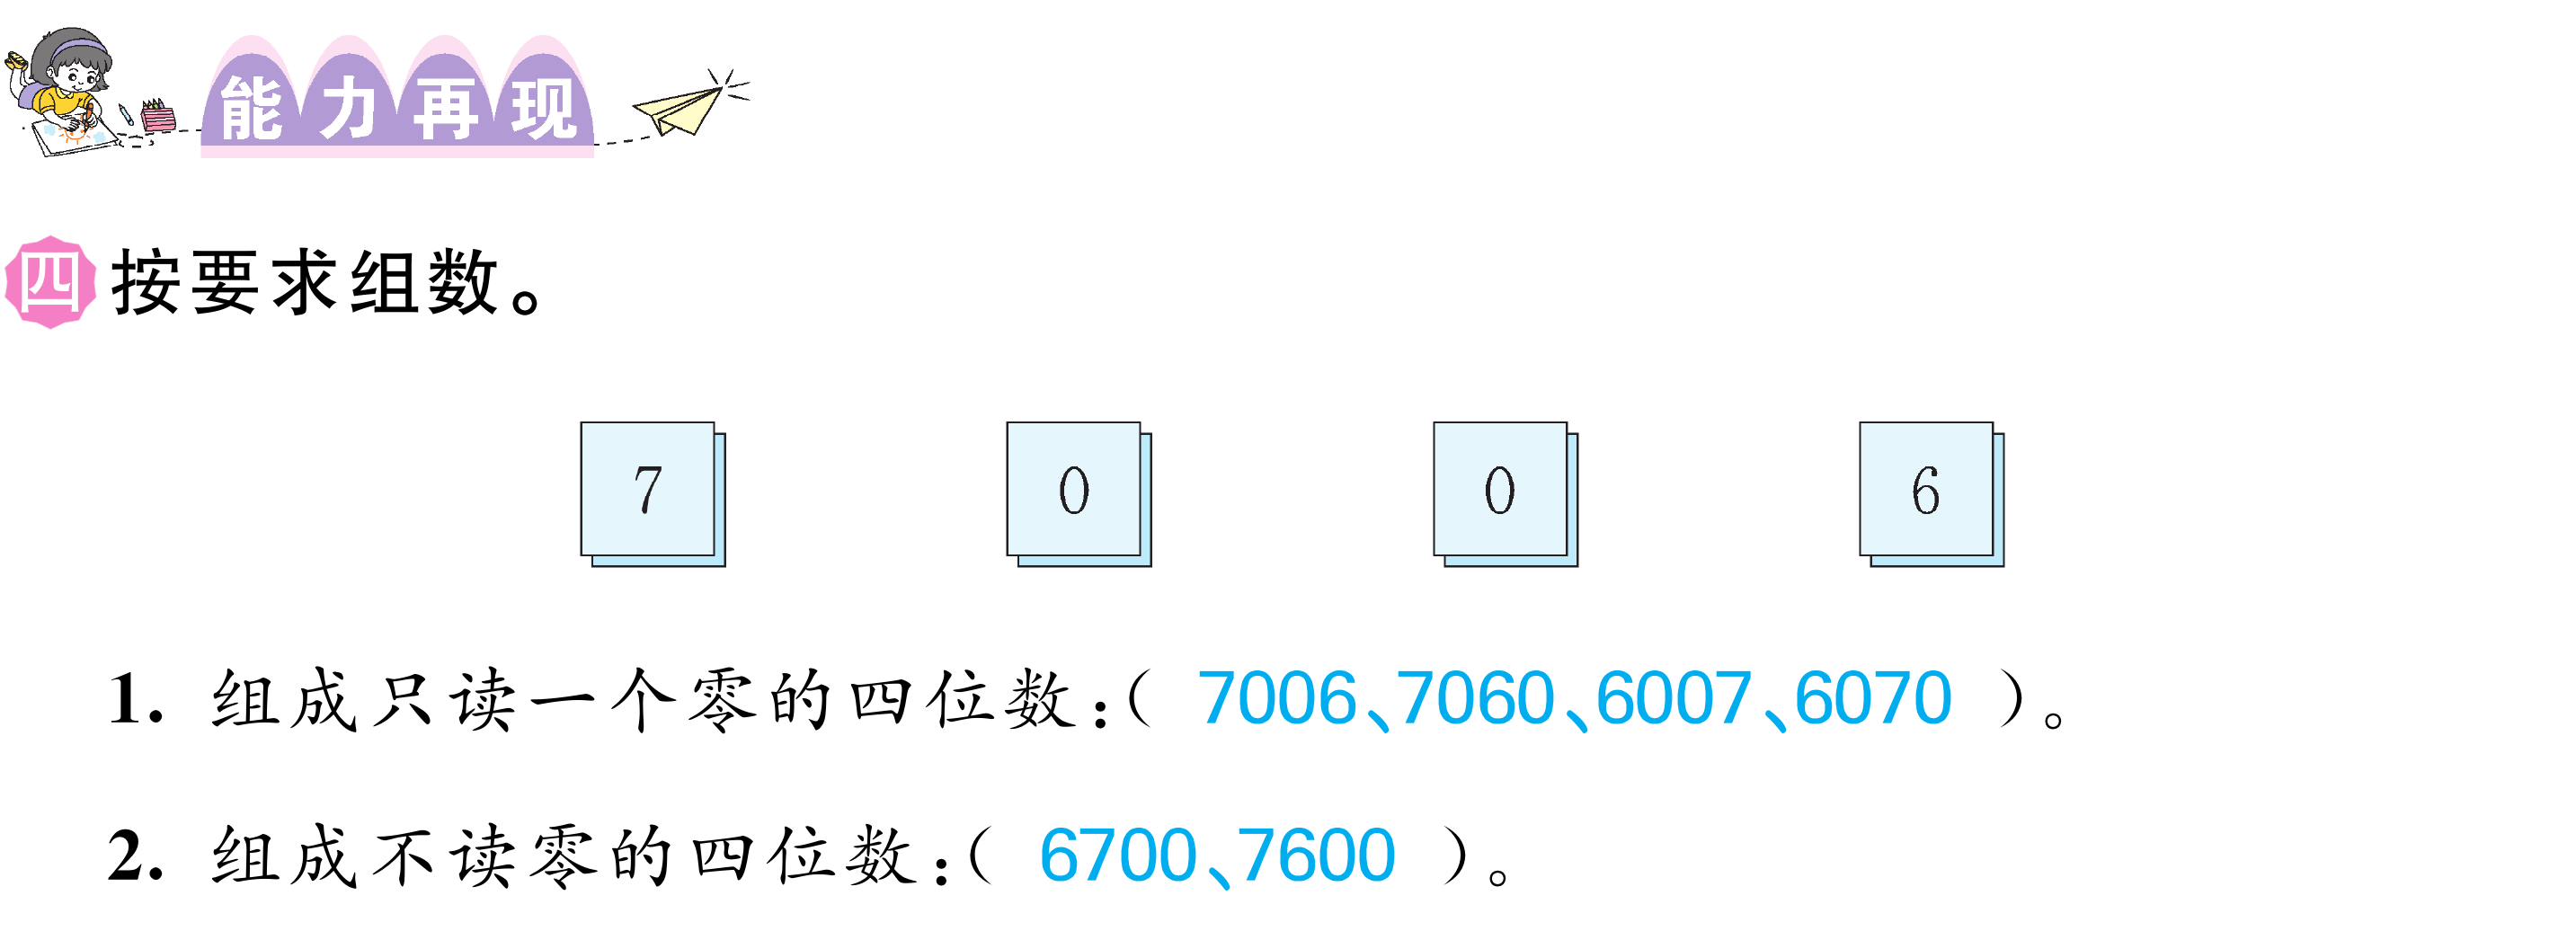 能力再现
四 按要求组数。
7 0 0 6
1. 组成只读一个零的四位数:( 7006、7060、6007、6070 )。
2. 组成不读零的四位数:( 6700、7600 )。